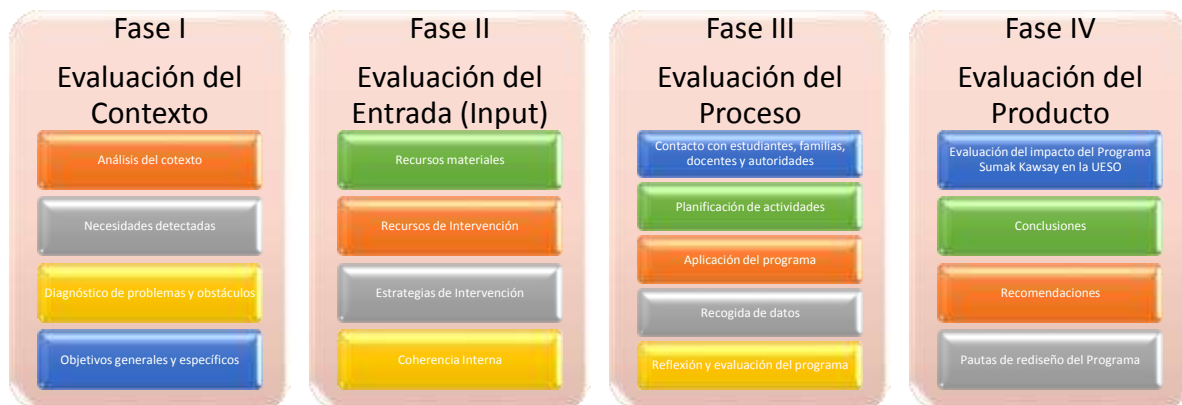 Fase I
Evaluación del
Contexto
Análisis del cotexto
Necesidades detectadas
Diagnóstico de problemas y obstáculos
Objetivos generales y específicos
Fase II
Evaluación del
Entrada (Input)
Recursos materiales
Recursos de Intervención
Estrategias de Intervención
Coherencia Interna
Fase III
Evaluación del
Proceso
Contacto con estudiantes, familias,
docentes y autoridades
Planificación de actividades
Aplicación del programa
Recogida de datos
Reflexión y evaluación del programa
Fase IV
Evaluación del
Producto
Evaluación del impacto del Programa
Sumak Kawsay en la UESO
Conclusiones
Recomendaciones
Pautas de rediseño del Programa